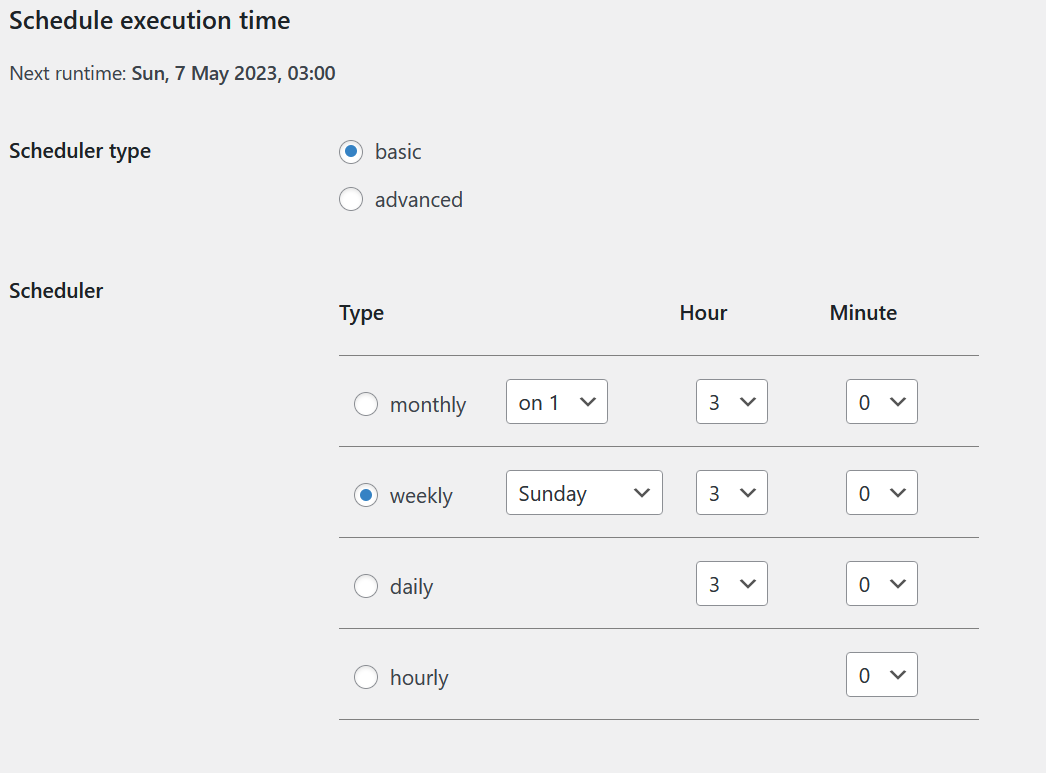 Schedule execution time
Next runtime: Sun, 7 May 2023, 03:00
Scheduler type
basic
advanced
Scheduler
Type Hour Minute
monthly on 1 3 0
weekly Sunday 3 0
daily 3 0
hourly 0